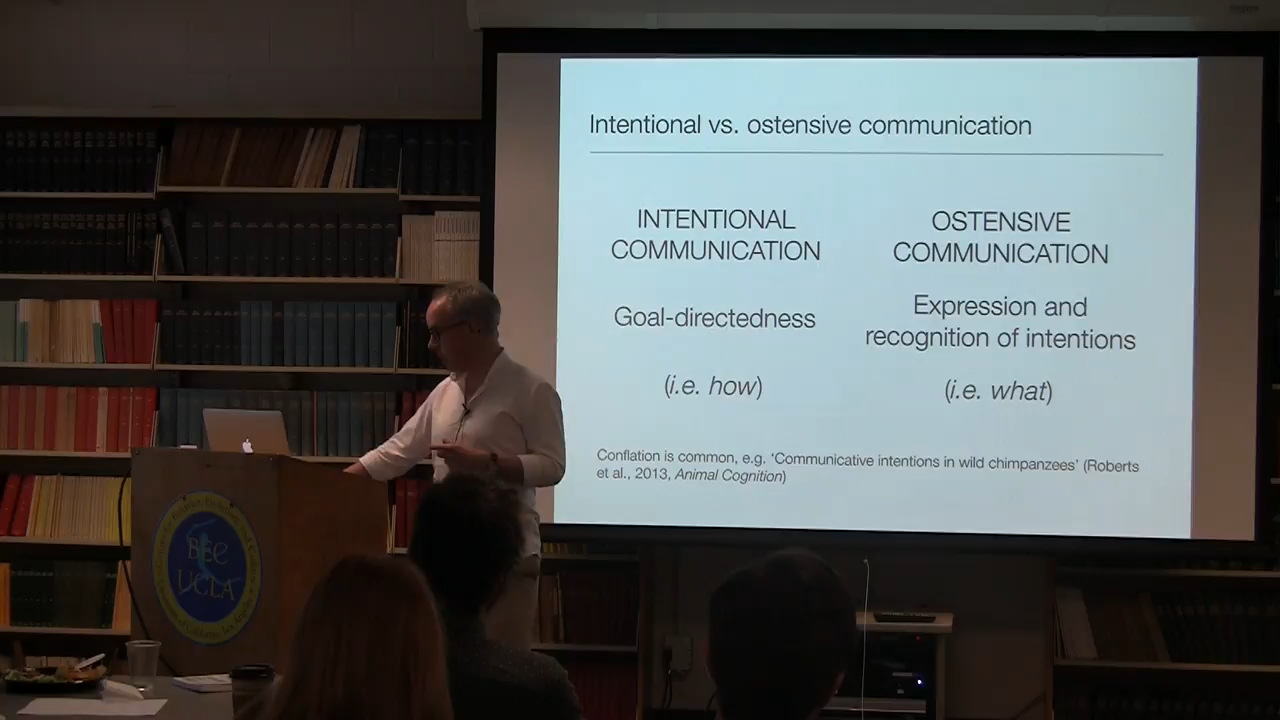 Intentional vs. ostensive communication
INTENTIONAL
COMMUNICATION
Goal-directedness
(i.e. how)
OSTENSIVE
COMMUNICATION
Expression and
recognition of intentions
(i.e. what)
Conflation is common, e.g. ‘Communicative intentions in wild chimpanzees’ (Roberts
et al., 2013, Animal Cognition)
BEC
UCLA